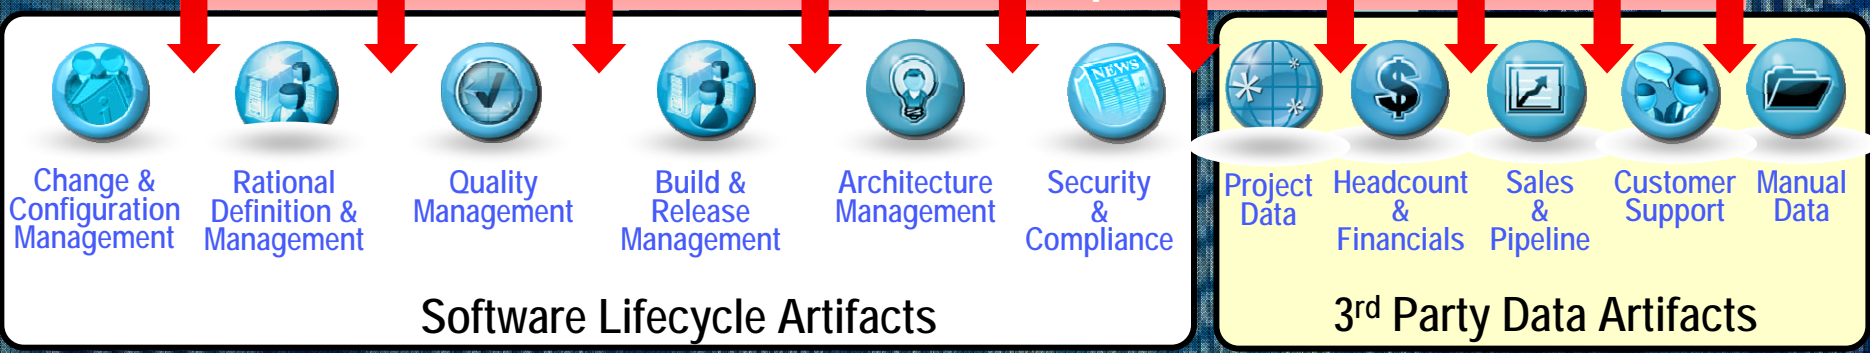 NEWS
Change &
Configuration
Management
Rational
Definition &
Management
Quality
Management
Build &
Release
Management
Architecture
Management
Security
&
Compliance
Project
Data
Headcount
&
Financials
Sales
&
Pipeline
Customer
Support
Manual
Data
Software Lifecycle Artifacts
3rd Party Data Artifacts